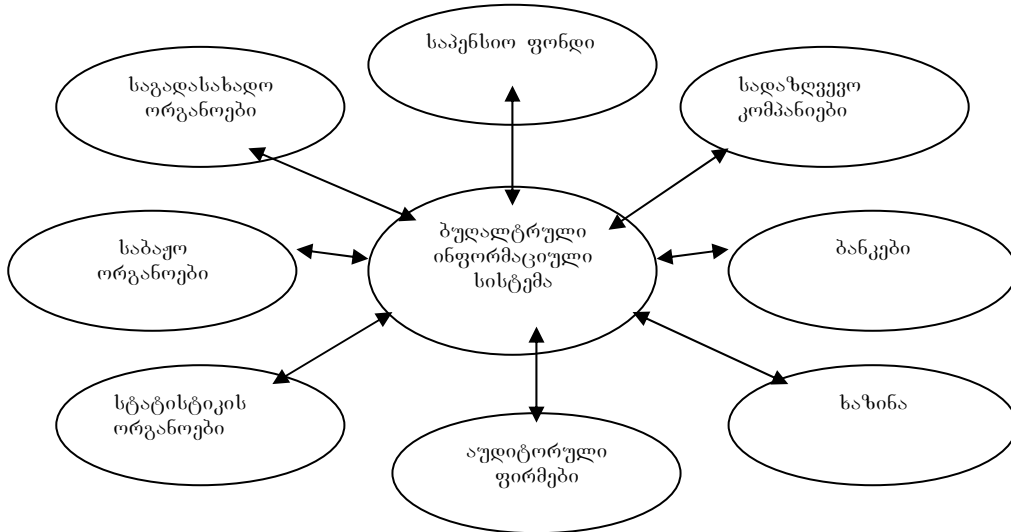 საპენსიო ფონდი
საგადასახადო
ორგანოები
სადაზღვევო
კომპანიები
ბუღალტრული
ინფორმაციული
სისტემა
საბაჟო
ორგანოები
ბანკები
სტატისტიკის
ორგანოები
ხაზინა
აუდიტორული
ფირმები